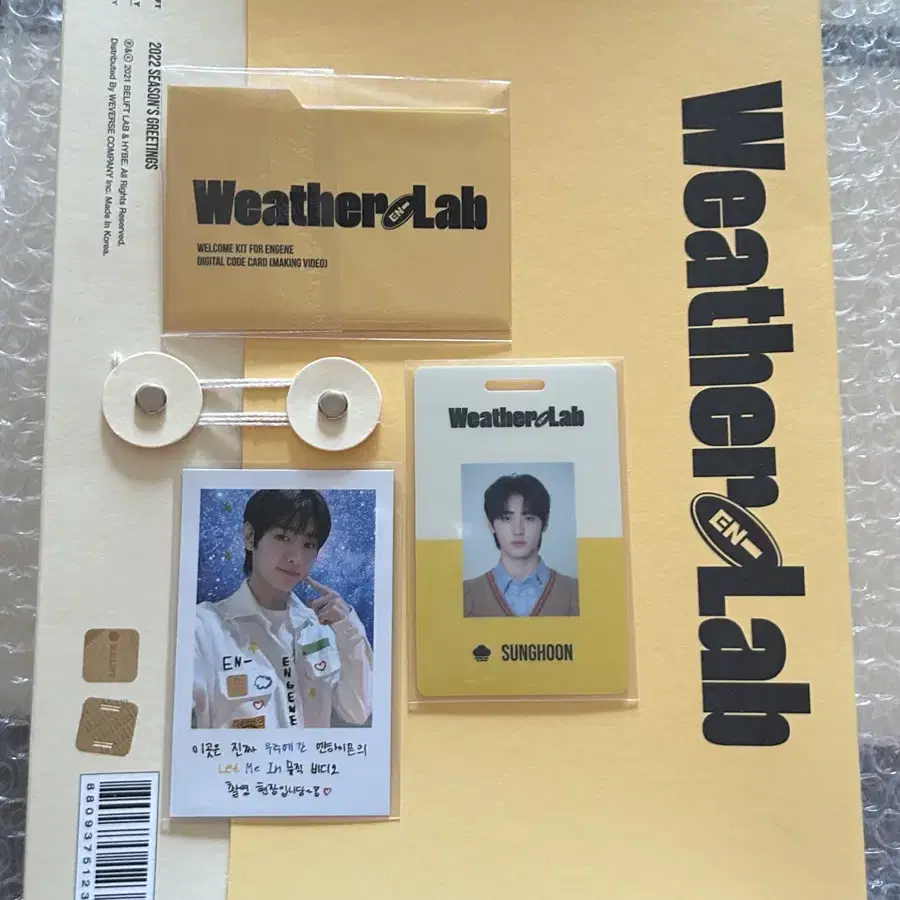 2022 SEASON'S GREETINGS
℗&© 2021 BELIFT LAB & HYBE. All Rights Reserved.
Distributed By WEVERSE COMPANY Inc. Made In Korea.
Weather Lab
EN-
WELCOME KIT FOR ENGENE
DIGITAL CODE CARD (MAKING VIDEO)
Weather Lab
EN-
Weather Lab
SUNGHOON
EN-
ENGENE
이곳은 진짜 우주에간 엔하이픈의
Let Me In 뮤직 비디오
촬영 현장입니당~
BELIFT
8809375123